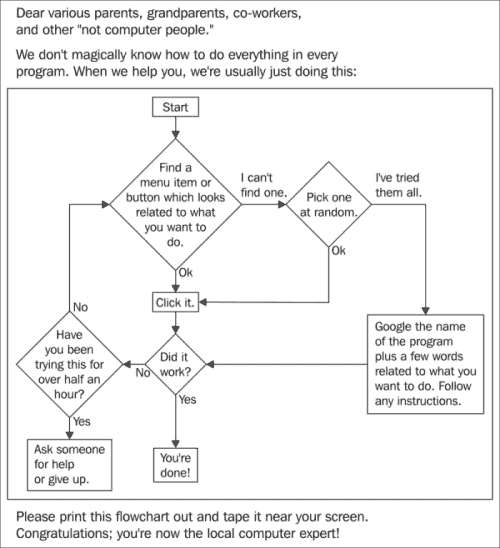 Dear various parents, grandparents, co-workers,
and other "not computer people."
We don't magically know how to do everything in every
program. When we help you, we're usually just doing this:
Start
Find a
menu item or
button which looks
related to what
you want to
do.
I can't
find one.
Pick one
at random.
I've tried
them all.
Ok
Ok
Click it.
No
Have
you been
trying this for
over half an
hour?
No
Did it
work?
Google the name
of the program
plus a few words
related to what you
want to do. Follow
any instructions.
Yes
Yes
Ask someone
for help
or give up.
You're
done!
Please print this flowchart out and tape it near your screen.
Congratulations; you're now the local computer expert!